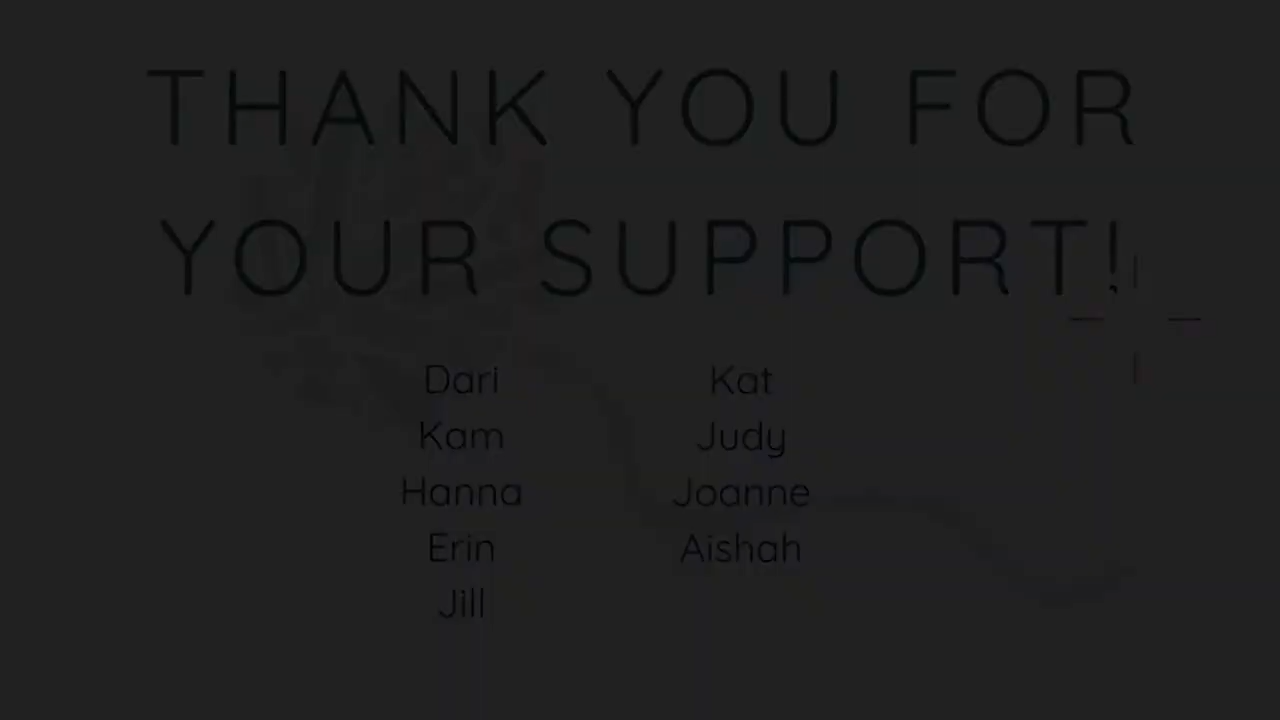 THANK YOU FOR
YOUR SUPPORT!
Dari
Kam
Hanna
Erin
Jill
Kat
Judy
Joanne
Aishah